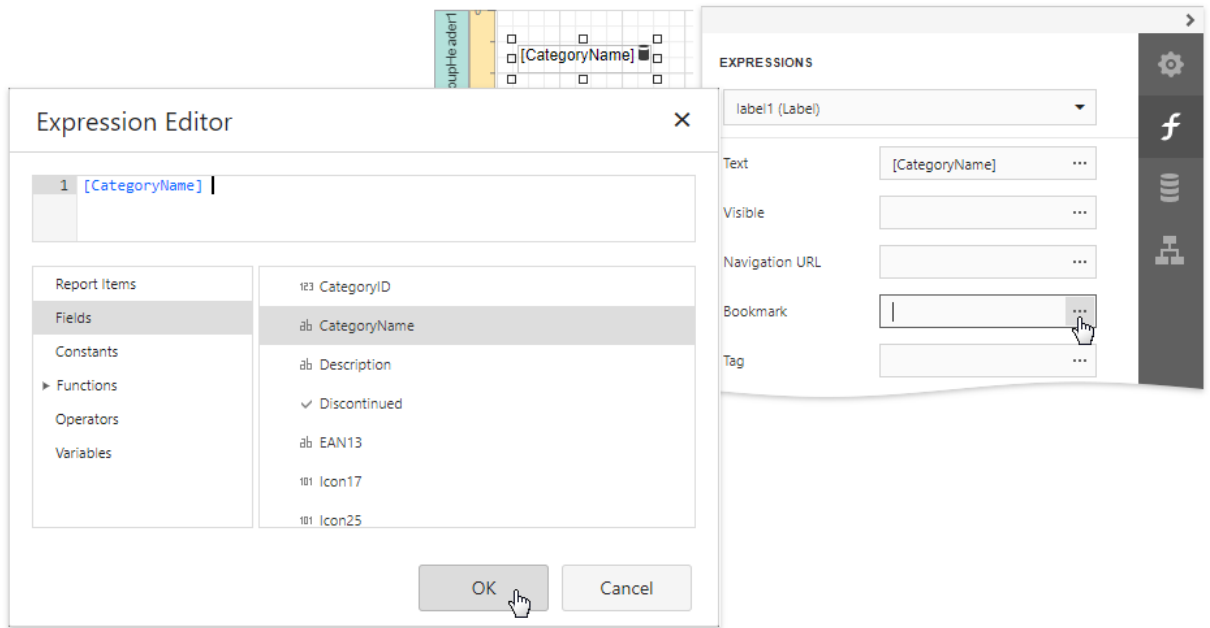 oupHeader1
0
[CategoryName]
EXPRESSIONS
label1 (Label)
Text
[CategoryName]
Visible
Navigation URL
Bookmark
Tag
Expression Editor
1 [CategoryName]
Report Items
Fields
Constants
Functions
Operators
Variables
123 CategoryID
ab CategoryName
ab Description
Discontinued
ab EAN13
101 Icon17
101 Icon25
OK
Cancel